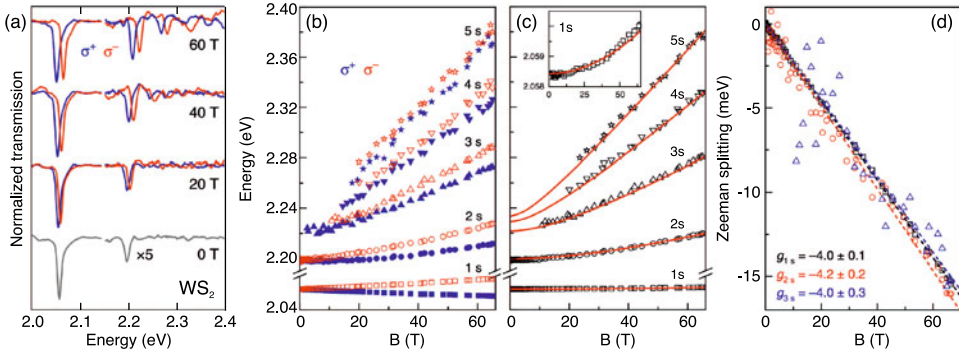 (a)
Normalized transmission
σ⁺ σ⁻
60 T
40 T
20 T
×5
0 T
WS₂
2.0 2.1 2.2 2.3 2.4
Energy (eV)
(b)
Energy (eV)
2.40
2.36
2.32
2.28
2.24
2.20
2.04
σ⁺ σ⁻
5 s
4 s
3 s
2 s
1 s
0 20 40 60
B (T)
(c)
1s
2.059
2.058
0 25 50
5s
4s
3s
2s
1s
0 20 40 60
B (T)
(d)
Zeeman splitting (meV)
0
-5
-10
-15
g₁ₛ = −4.0 ± 0.1
g₂ₛ = −4.2 ± 0.2
g₃ₛ = −4.0 ± 0.3
0 20 40 60
B (T)